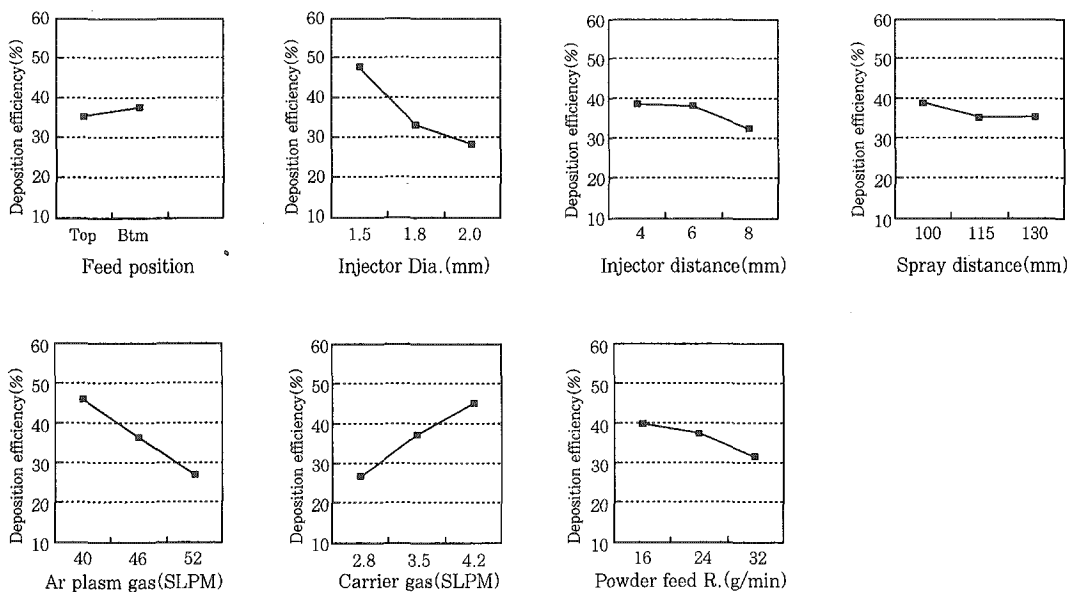 60
50
40
30
20
10
Deposition efficiency(%)
Top Btm
Feed position
60
50
40
30
20
10
Deposition efficiency(%)
1.5 1.8 2.0
Injector Dia.(mm)
60
50
40
30
20
10
Deposition efficiency(%)
4 6 8
Injector distance(mm)
60
50
40
30
20
10
Deposition efficiency(%)
100 115 130
Spray distance(mm)
60
50
40
30
20
10
Deposition efficiency(%)
40 46 52
Ar plasm gas(SLPM)
60
50
40
30
20
10
Deposition efficiency(%)
2.8 3.5 4.2
Carrier gas(SLPM)
60
50
40
30
20
10
Deposition efficiency(%)
16 24 32
Powder feed R.(g/min)